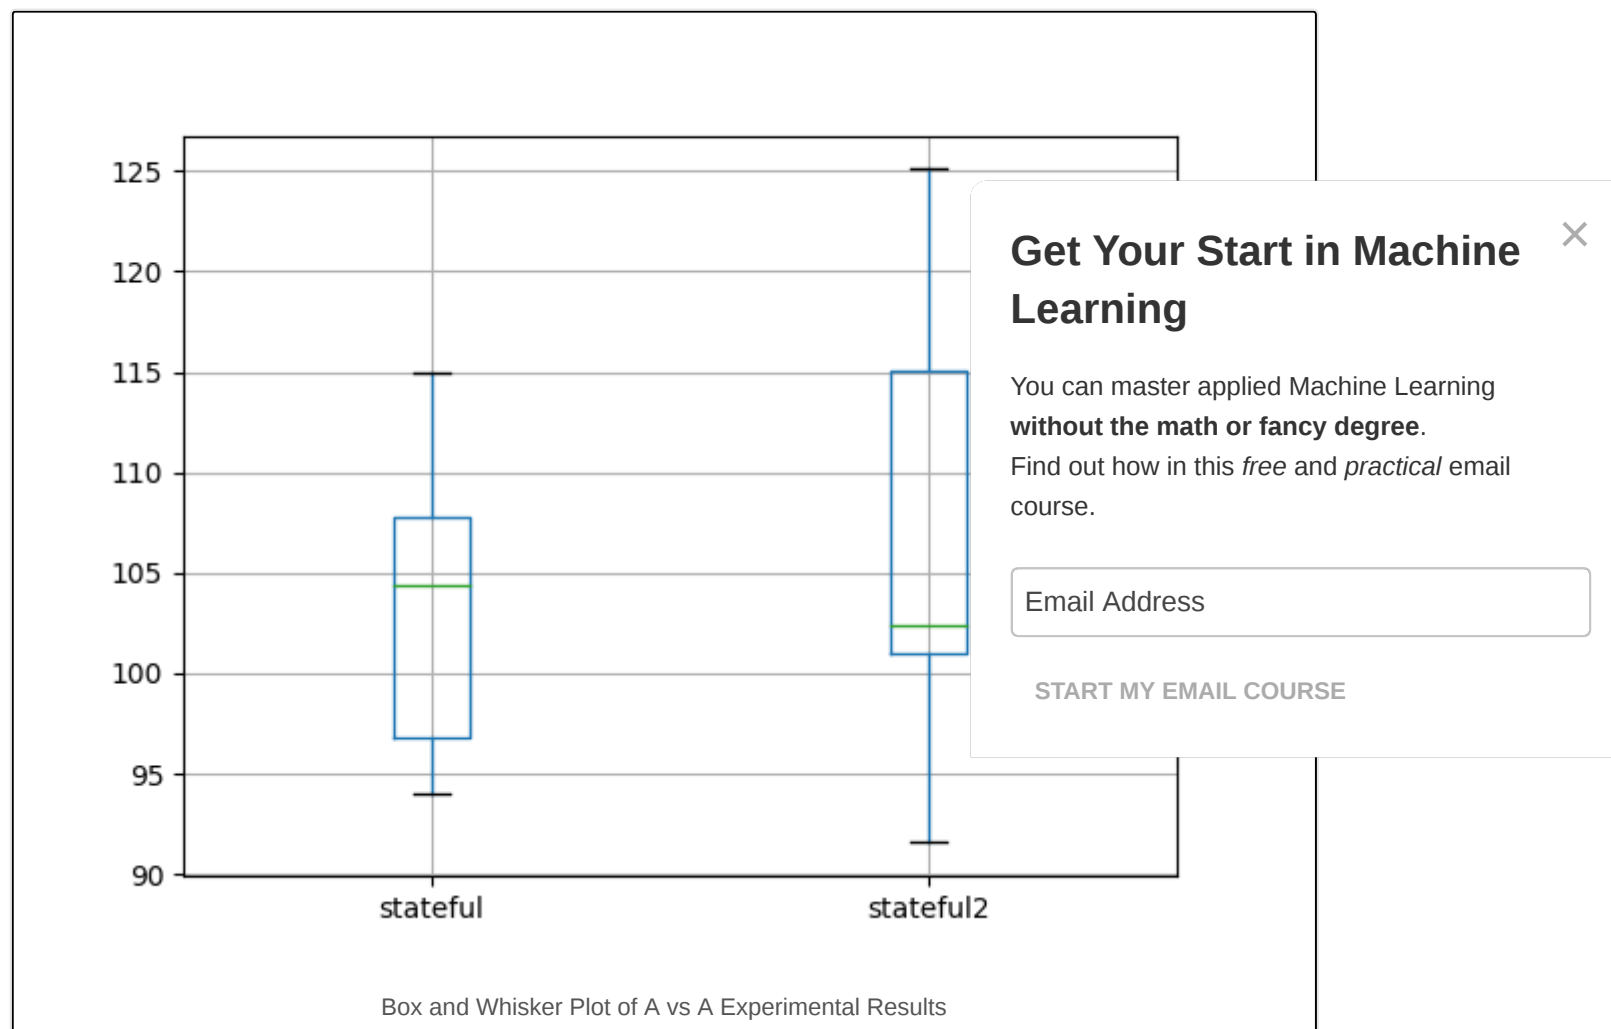 125
120
115
110
105
100
95
90
stateful
stateful2
Box and Whisker Plot of A vs A Experimental Results
Get Your Start in Machine
Learning
You can master applied Machine Learning
without the math or fancy degree.
Find out how in this free and practical email
course.
Email Address
START MY EMAIL COURSE